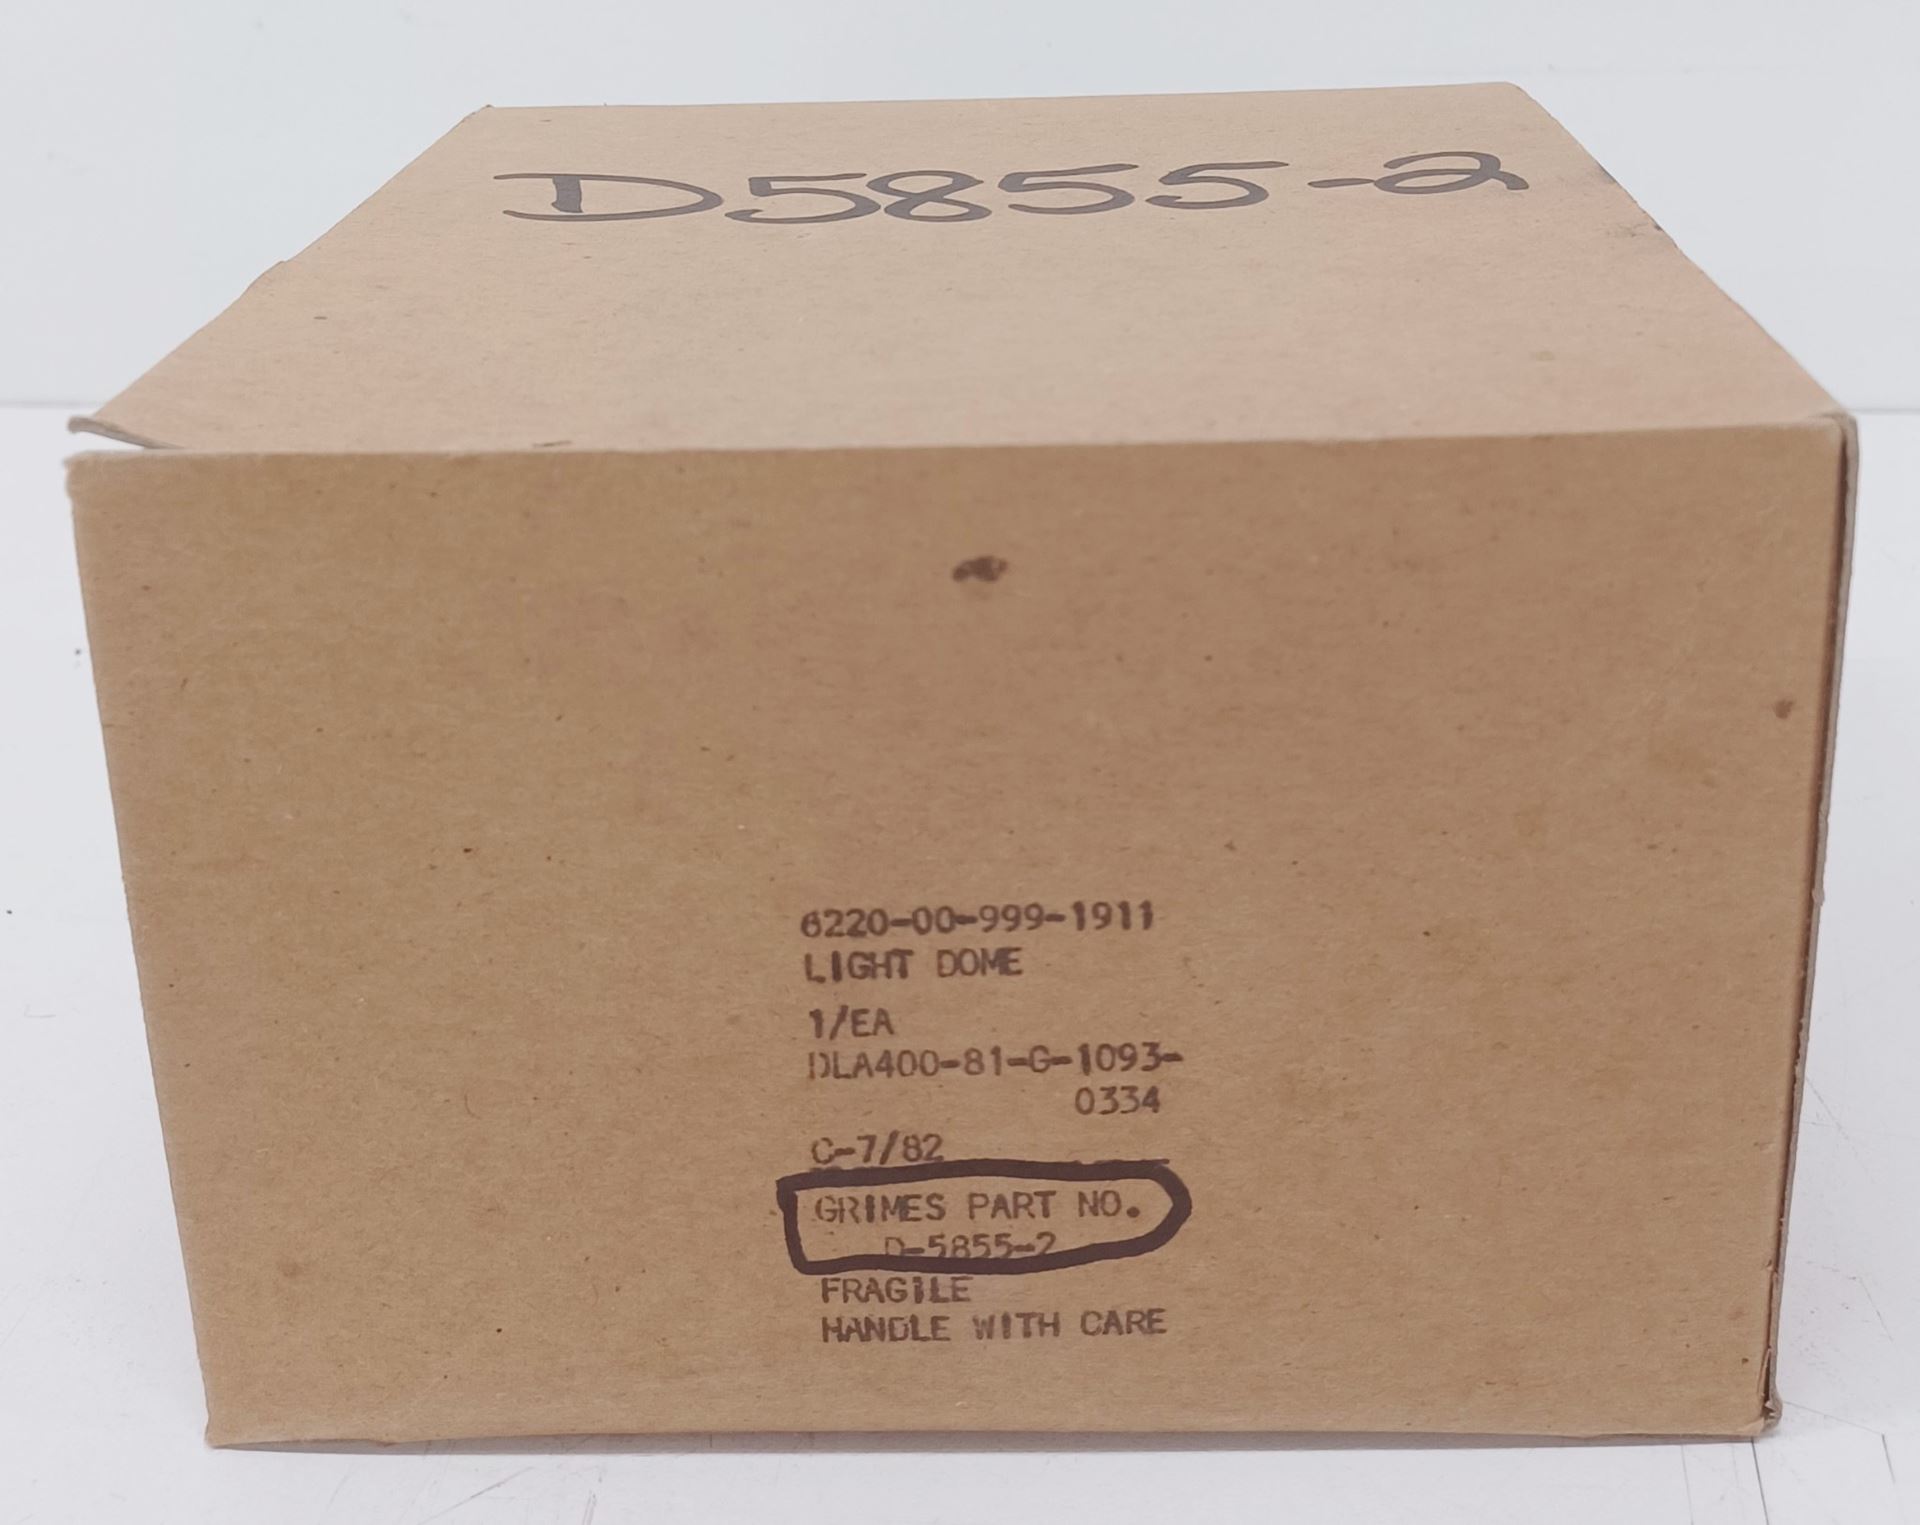 D5855-2
6220-00-999-1911
LIGHT DOME
1/EA
DLA400-81-G-1093-
0334
C-7/82
GRIMES PART NO.
D-5855-2
FRAGILE
HANDLE WITH CARE